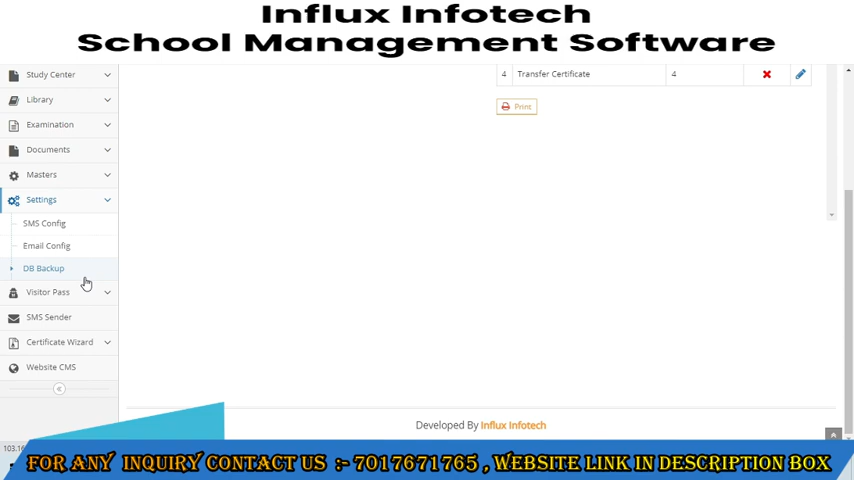 Influx Infotech
School Management Software
Study Center
4 Transfer Certificate 4
Library
Print
Examination
Documents
Masters
Settings
SMS Config
Email Config
DB Backup
Visitor Pass
SMS Sender
Certificate Wizard
Website CMS
Developed By Influx Infotech
FOR ANY INQUIRY CONTACT US :- 7017671765 , WEBSITE LINK IN DESCRIPTION BOX